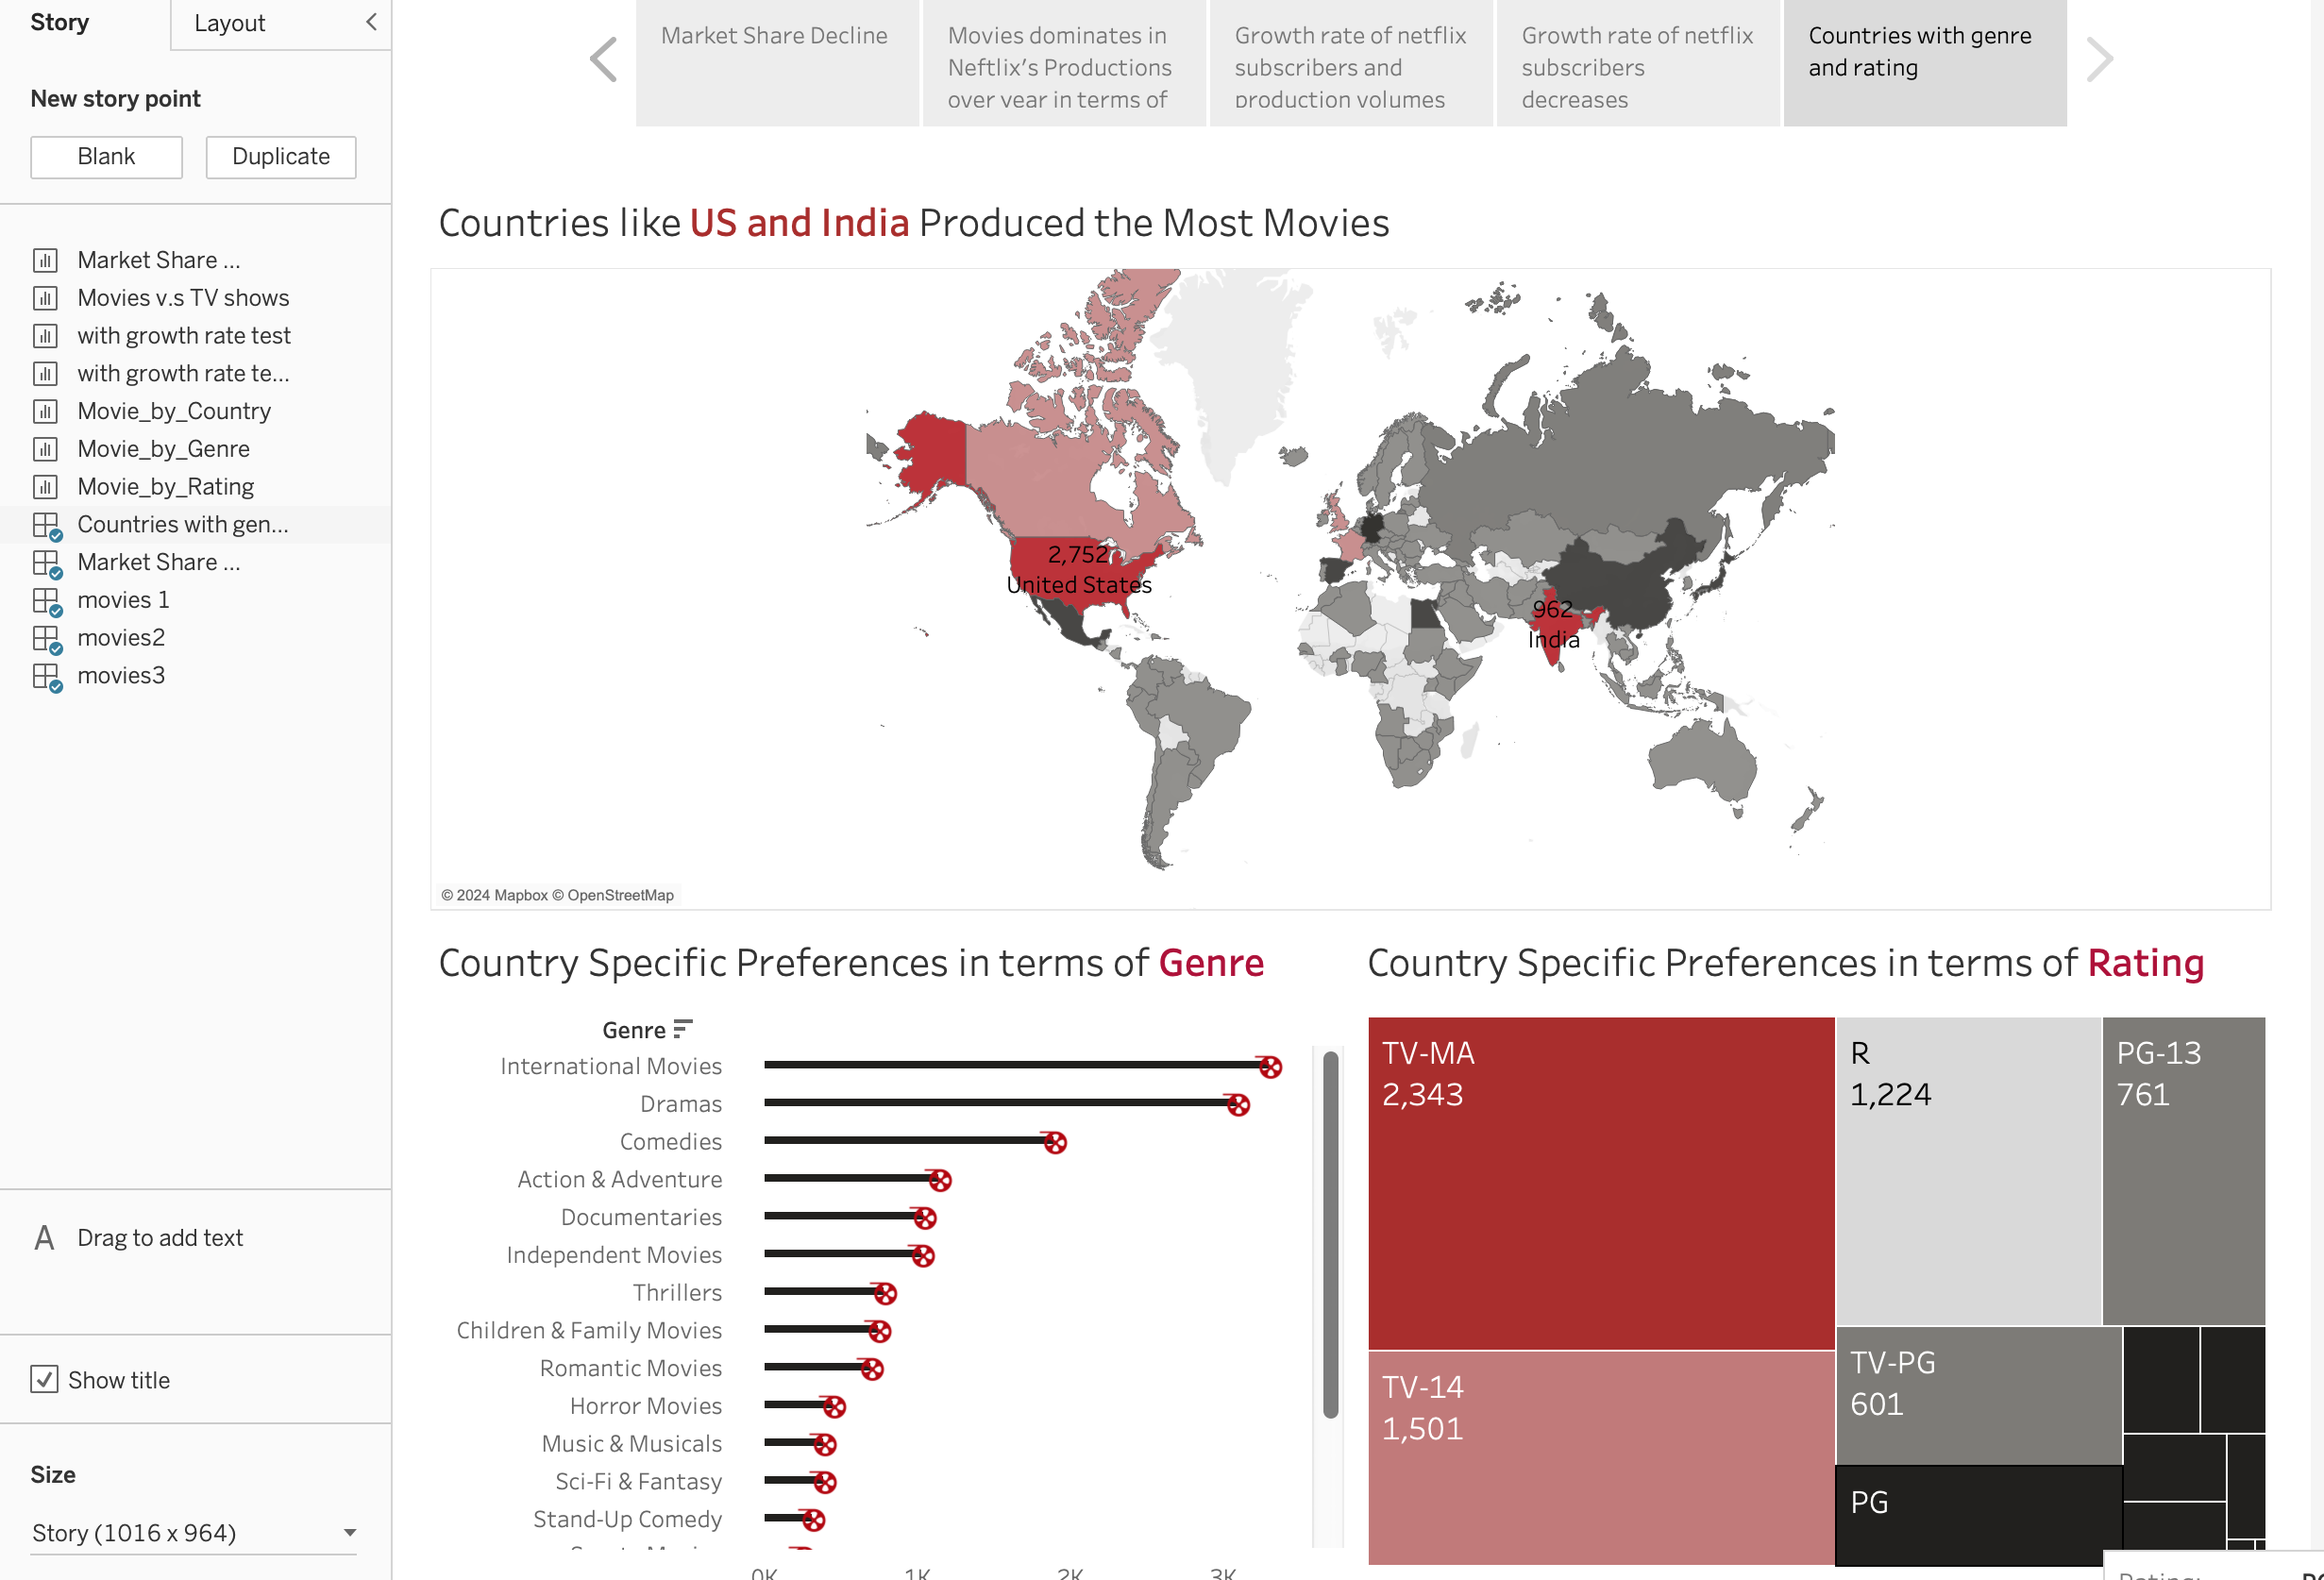 Story
Layout
New story point
Blank
Duplicate
Market Share ...
Movies v.s TV shows
with growth rate test
with growth rate te...
Movie_by_Country
Movie_by_Genre
Movie_by_Rating
Countries with gen...
Market Share ...
movies 1
movies2
movies3
A Drag to add text
Show title
Size
Story (1016 x 964)
Market Share Decline
Movies dominates in
Neftlix's Productions
over year in terms of
Growth rate of netflix
subscribers and
production volumes
Growth rate of netflix
subscribers
decreases
Countries with genre
and rating
Countries like US and India Produced the Most Movies
2,752
United States
962
India
© 2024 Mapbox © OpenStreetMap
Country Specific Preferences in terms of Genre
Genre
International Movies
Dramas
Comedies
Action & Adventure
Documentaries
Independent Movies
Thrillers
Children & Family Movies
Romantic Movies
Horror Movies
Music & Musicals
Sci-Fi & Fantasy
Stand-Up Comedy
0K 1K 2K 3K
Country Specific Preferences in terms of Rating
TV-MA
2,343
R
1,224
PG-13
761
TV-14
1,501
TV-PG
601
PG
Rating: